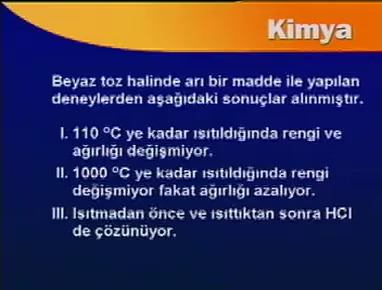 Kimya
Beyaz toz halinde arı bir madde ile yapılan
deneylerden aşağıdaki sonuçlar alınmıştır.
I. 110 °C ye kadar ısıtıldığında rengi ve
ağırlığı değişmiyor.
II. 1000 °C ye kadar ısıtıldığında rengi
değişmiyor fakat ağırlığı azalıyor.
III. Isıtmadan önce ve ısıttıktan sonra HCl
de çözünüyor.